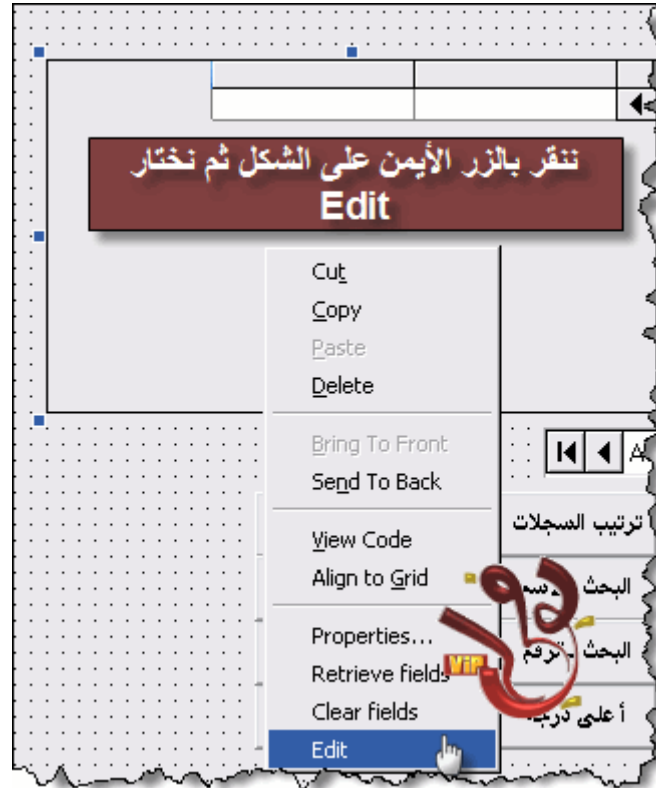 ننقر بالزر الأيمن على الشكل ثم نختار
Edit
Cut
Copy
Paste
Delete
Bring To Front
Send To Back
View Code
Align to Grid
Properties...
Retrieve fields
Clear fields
Edit
ترتيب السجلات
البحث
البحث
أعلى
ViP